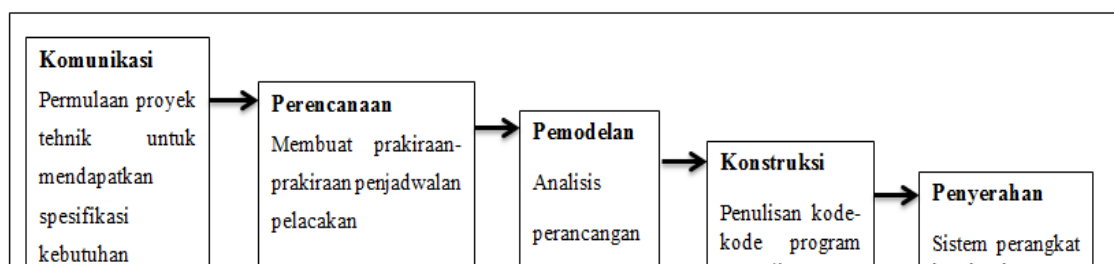 Komunikasi
Permulaan proyek
tehnik untuk
mendapatkan
spesifikasi
kebutuhan
Perencanaan
Membuat prakiraan-
prakiraan penjadwalan
pelacakan
Pemodelan
Analisis
perancangan
Konstruksi
Penulisan kode-
kode program
Penyerahan
Sistem perangkat